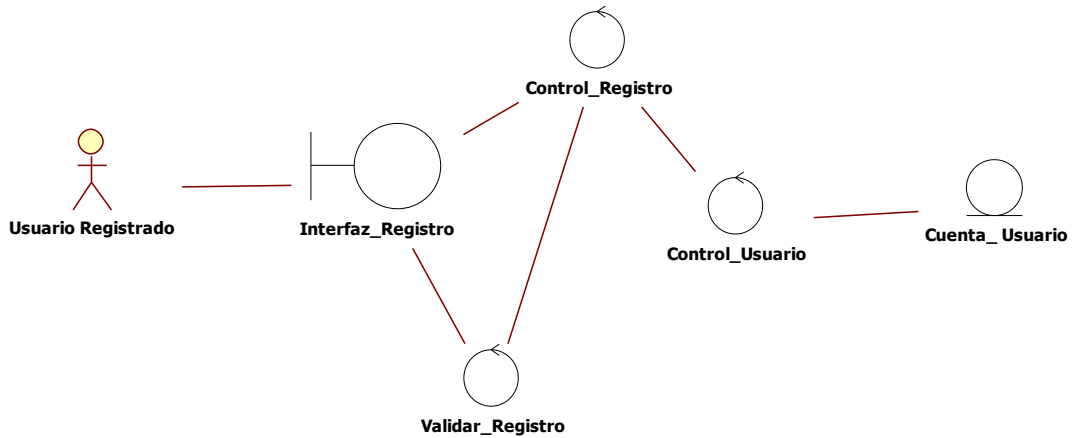 Control_Registro
Usuario Registrado
Interfaz_Registro
Control_Usuario
Cuenta_ Usuario
Validar_Registro